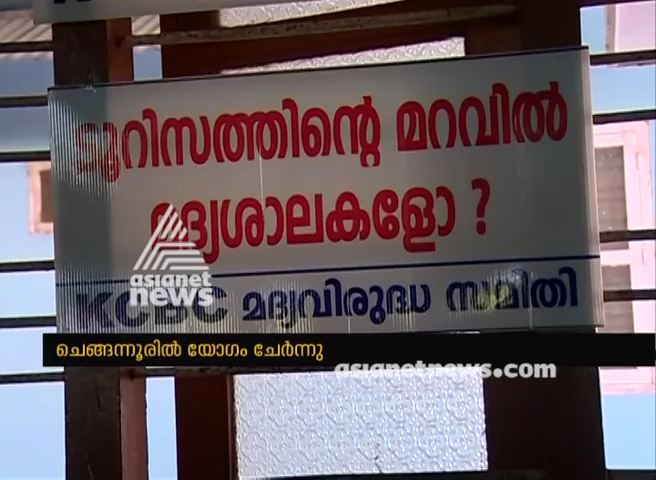 ടൂറിസത്തിന്റെ മറവിൽ
മദ്യശാലകളോ ?
KCBC മദ്യവിരുദ്ധ സമിതി
asianet
news
ചെങ്ങന്നൂരിൽ യോഗം ചേർന്നു
asianetnews.com